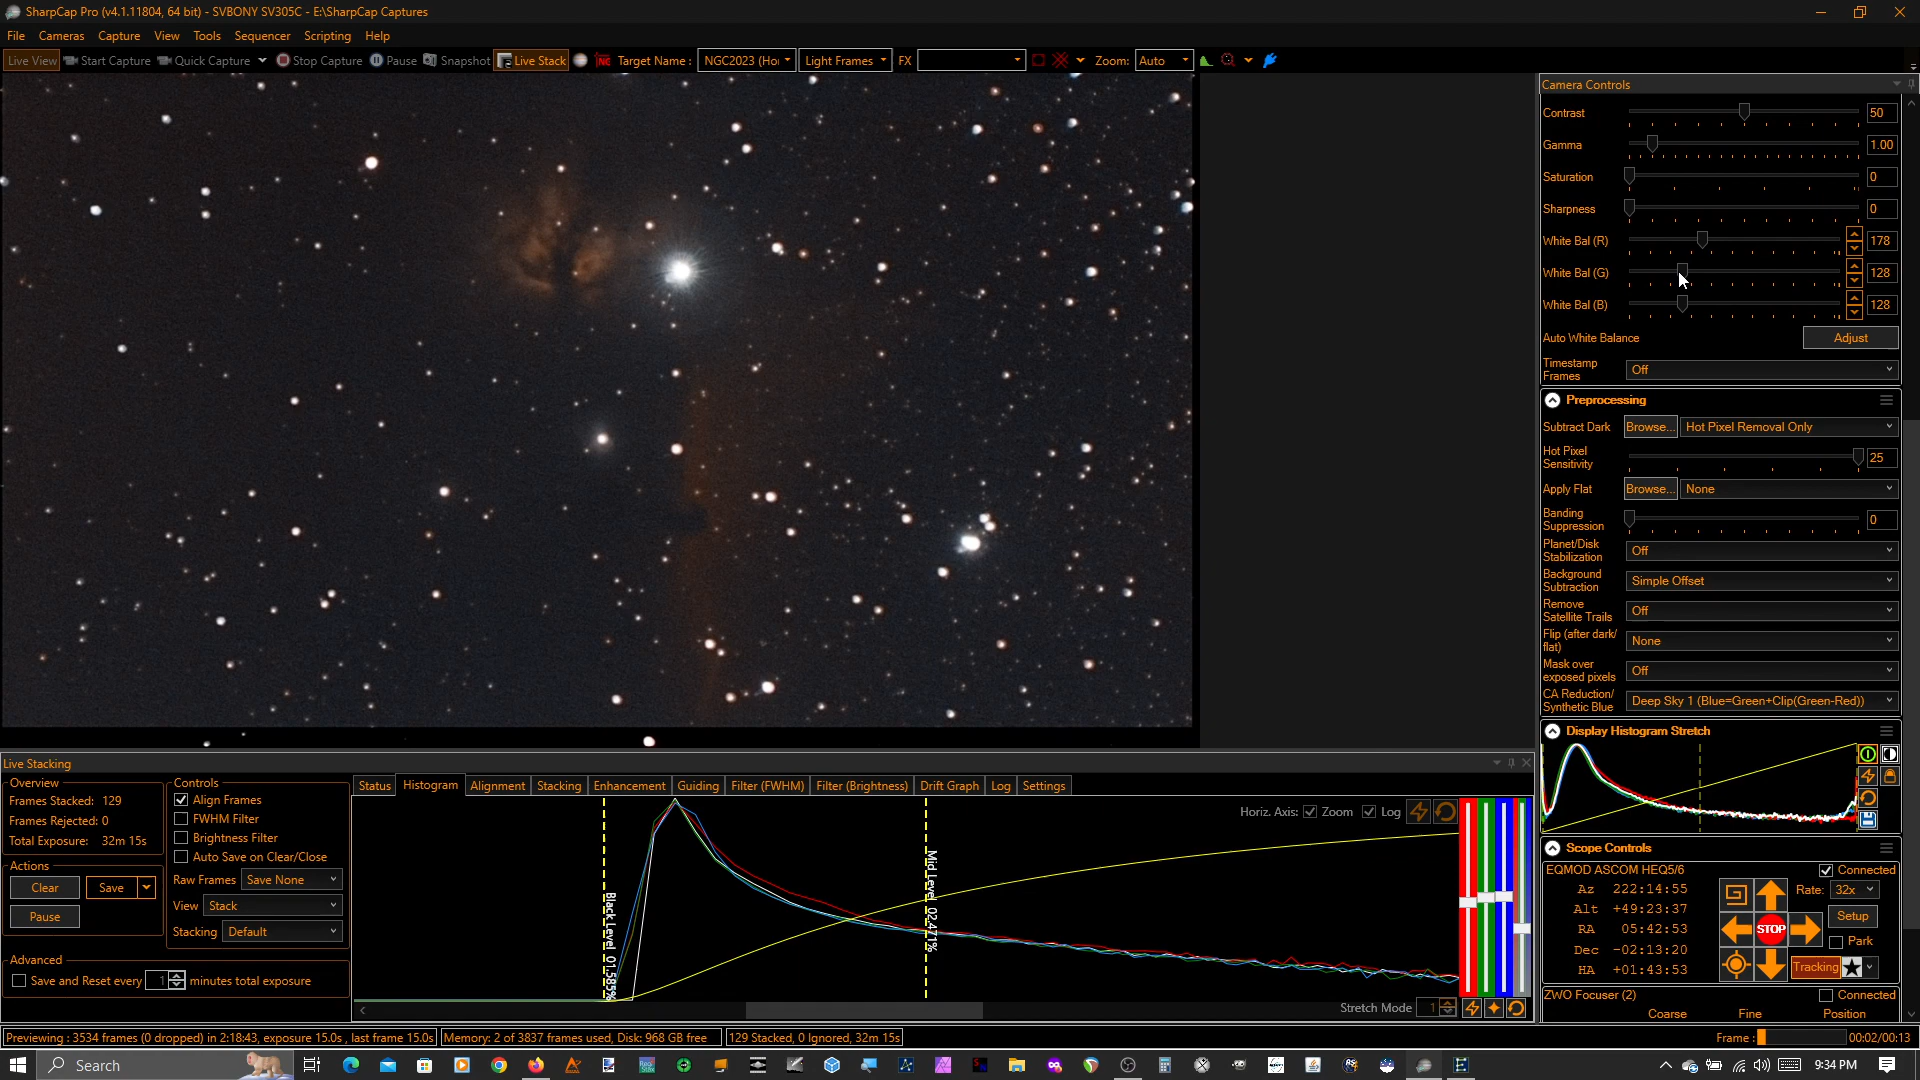 SharpCap Pro (v4.1.11804, 64 bit) - SVBONY SV305C - E:\SharpCap Captures
File Cameras Capture View Tools Sequencer Scripting Help
Live View Start Capture Quick Capture Stop Capture Pause Snapshot Live Stack NC Target Name : NGC2023 (Hoi Light Frames FX Zoom: Auto
Camera Controls
Contrast 50
Gamma 1.00
Saturation 0
Sharpness 0
White Bal (R) 178
White Bal (G) 128
White Bal (B) 128
Auto White Balance Adjust
Timestamp Frames Off
Preprocessing
Subtract Dark Browse... Hot Pixel Removal Only
Hot Pixel Sensitivity 25
Apply Flat Browse... None
Banding Suppression 0
Planet/Disk Stabilization Off
Background Subtraction Simple Offset
Remove Satellite Trails Off
Flip (after dark/ flat) None
Mask over exposed pixels Off
CA Reduction/ Synthetic Blue Deep Sky 1 (Blue=Green+Clip(Green-Red))
Display Histogram Stretch
Scope Controls
EQMOD ASCOM HEQ5/6 Connected
Az 222:14:55 Rate: 32x
Alt +49:23:37 Setup
RA 05:42:53 STOP
Dec -02:13:20 Park
HA +01:43:53 Tracking
ZWO Focuser (2) Connected
Coarse Fine Position
Live Stacking
Overview
Frames Stacked: 129
Frames Rejected: 0
Total Exposure: 32m 15s
Actions
Clear Save
Pause
Controls
Align Frames
FWHM Filter
Brightness Filter
Auto Save on Clear/Close
Raw Frames Save None
View Stack
Stacking Default
Advanced
Save and Reset every 1 minutes total exposure
Status Histogram Alignment Stacking Enhancement Guiding Filter (FWHM) Filter (Brightness) Drift Graph Log Settings
Horiz. Axis: Zoom Log
Black Level 01.585%
Mid Level 02.471%
Stretch Mode 1
Previewing : 3534 frames (0 dropped) in 2:18:43, exposure 15.0s , last frame 15.0s Memory: 2 of 3837 frames used, Disk: 968 GB free 129 Stacked, 0 Ignored, 32m 15s Frame : 00:02/00:13
Search 9:34 PM